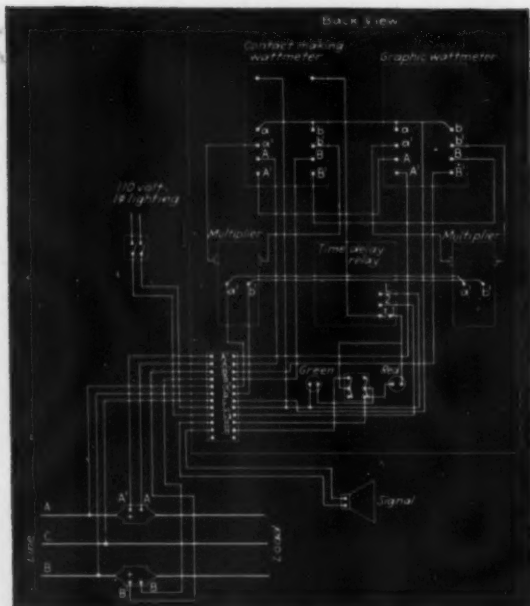 Back View
Contact making
wattmeter
Graphic wattmeter
a b a b
a' b' a' b'
A B A B
A' B' A' B'
110 volt
1φ lighting
Multiplier
Time delay
relay
Multiplier
a b
a b
Green
Red
A
A' A
Signal
Line
C
Load
B
B' B